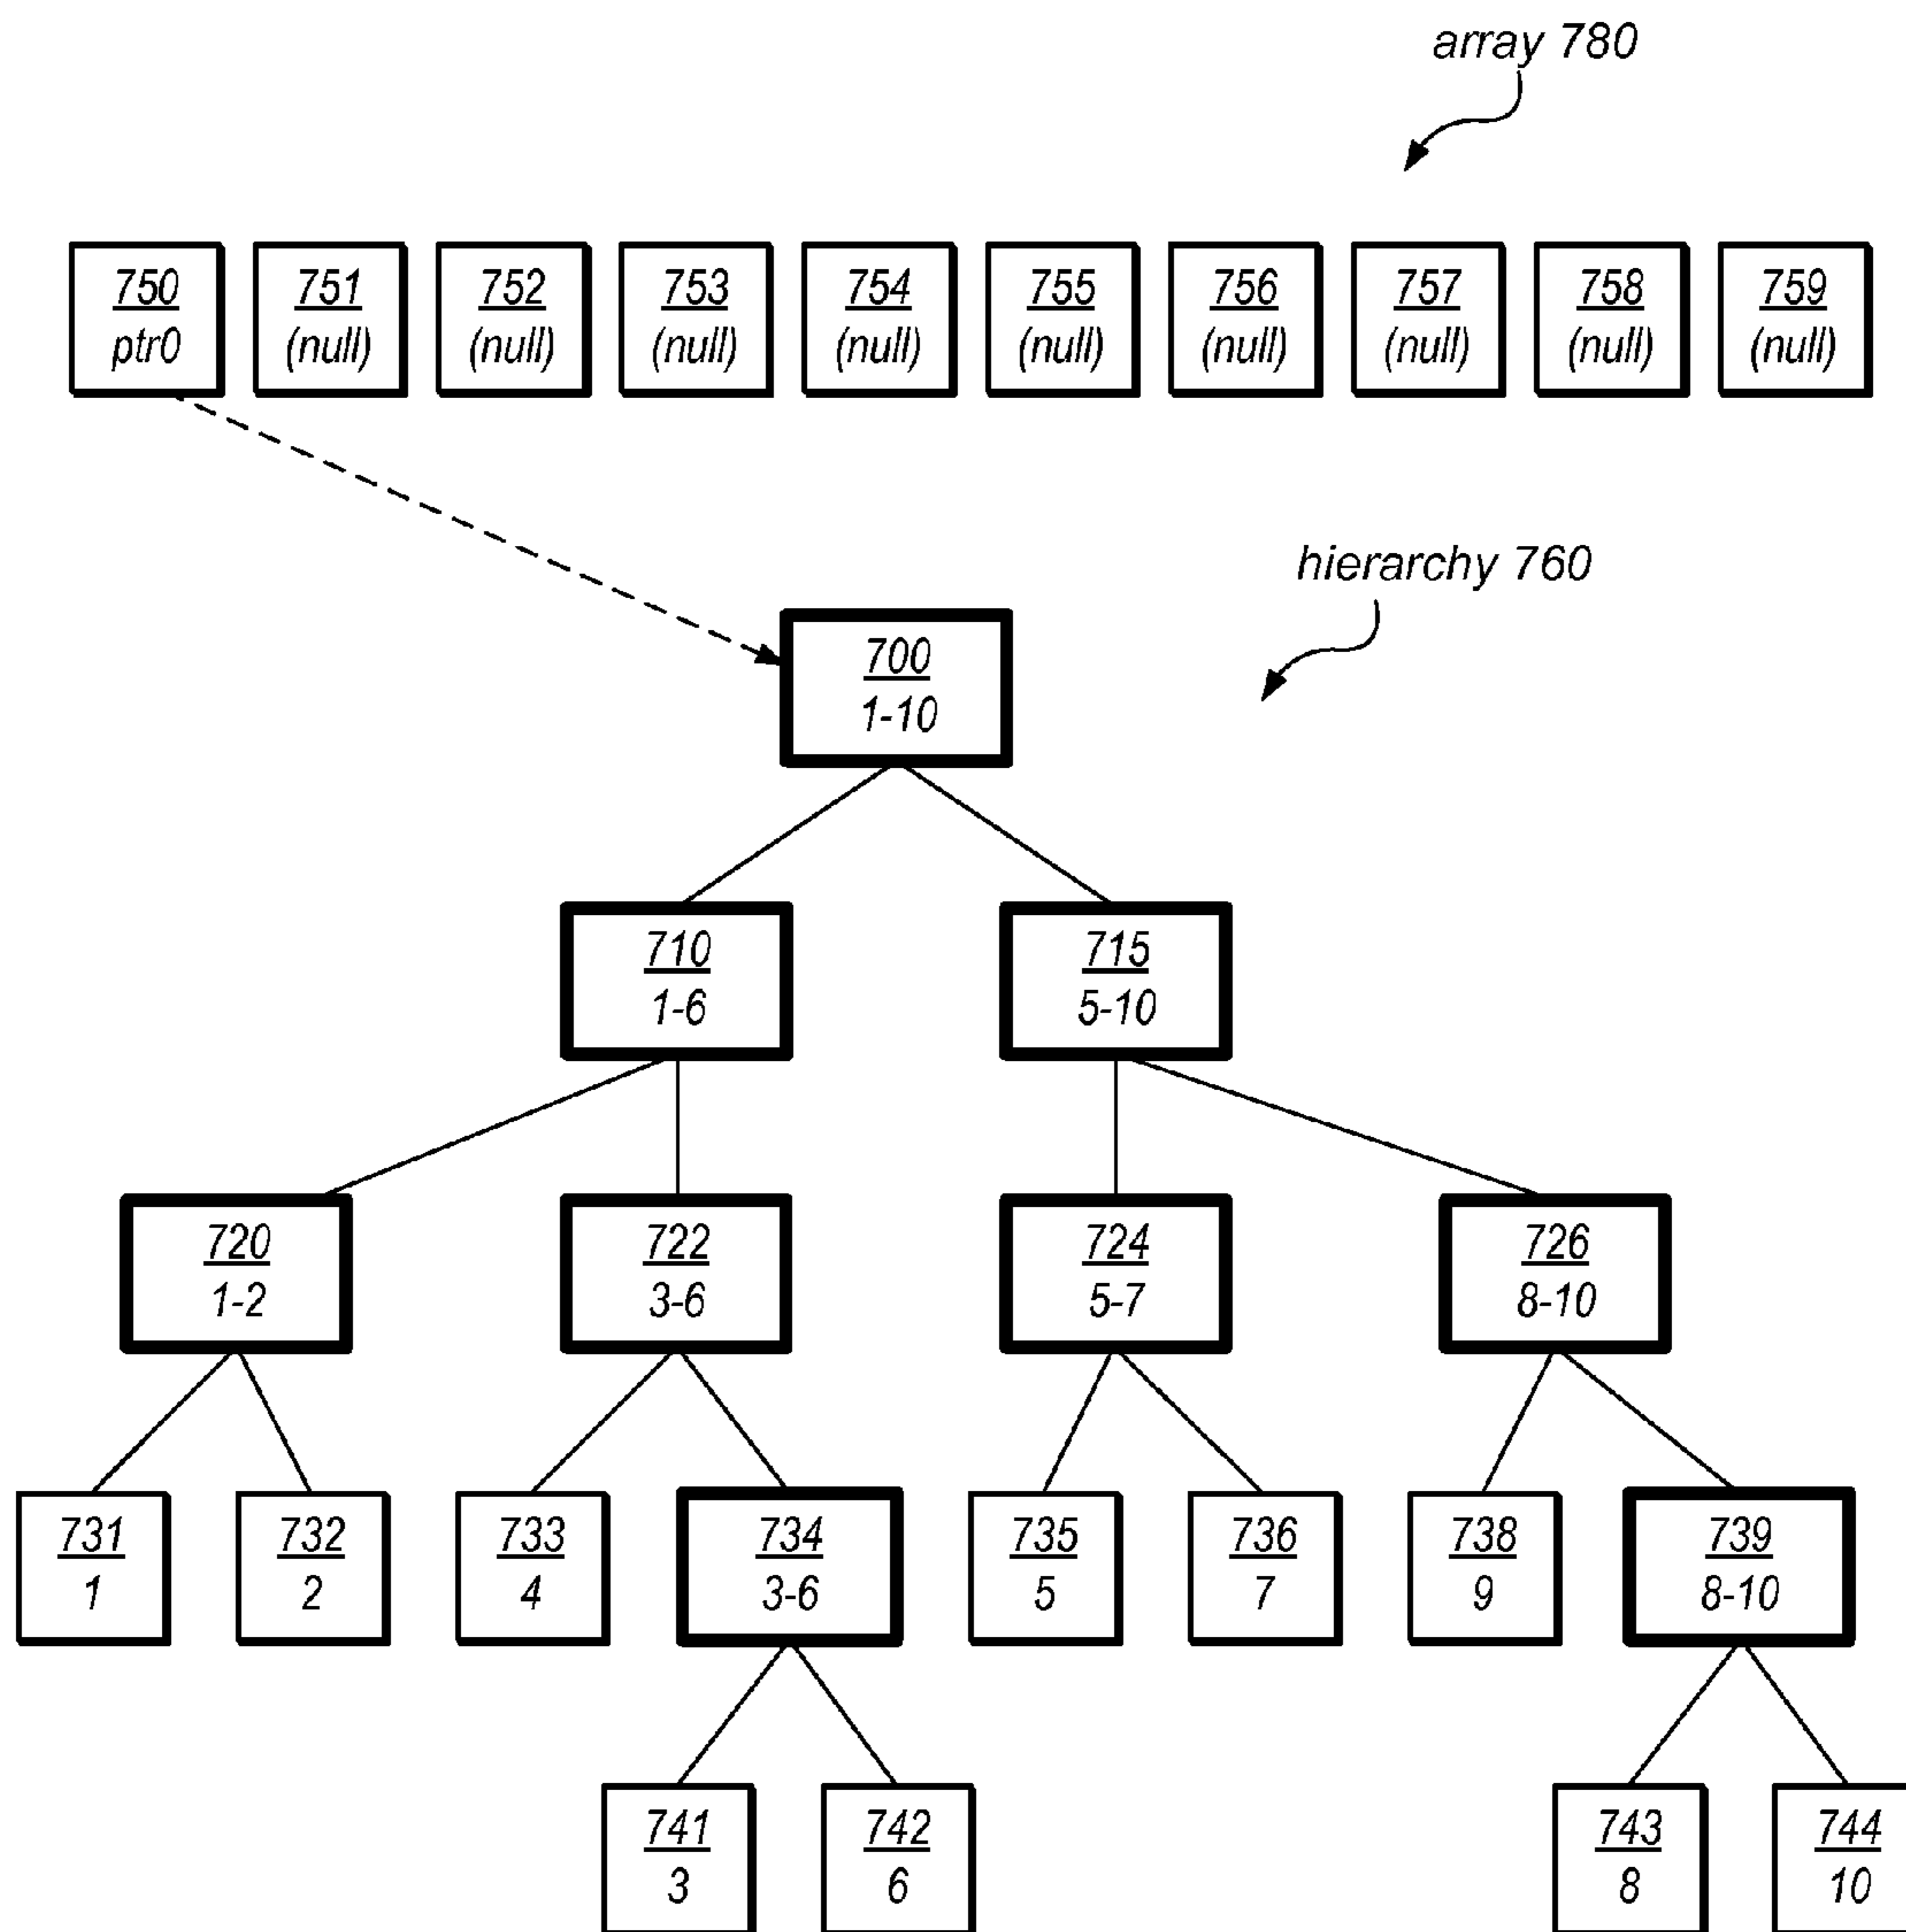 array 780
750 751 752 753 754 755 756 757 758 759
ptr0 (null) (null) (null) (null) (null) (null) (null) (null) (null)
hierarchy 760
700
1-10
710 715
1-6 5-10
720 722 724 726
1-2 3-6 5-7 8-10
731 732 733 734 735 736 738 739
1 2 4 3-6 5 7 9 8-10
741 742 743 744
3 6 8 10